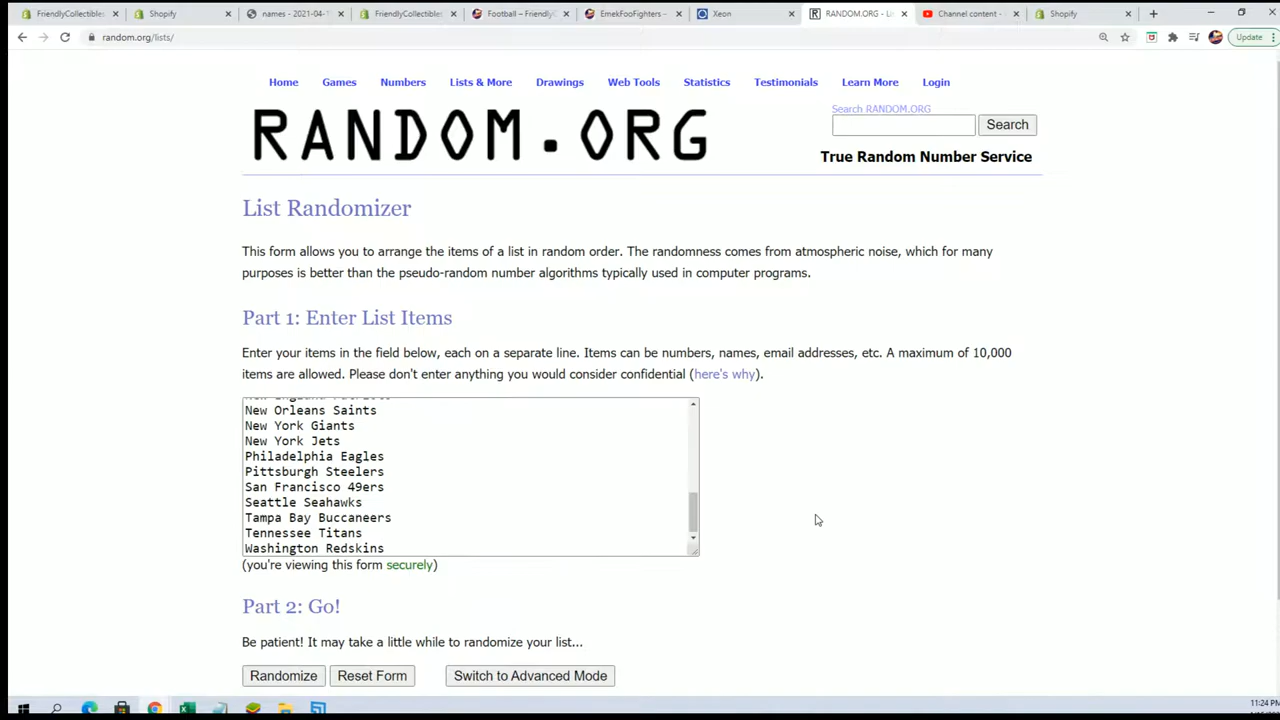 FriendlyCollectibles
Shopify
names - 2021-04-1
FriendlyCollectibles
Football – Friendly
EmekFooFighters –
Xeon
RANDOM.ORG - Li
Channel content -
Shopify
random.org/lists/
Update
Home Games Numbers Lists & More Drawings Web Tools Statistics Testimonials Learn More Login
RANDOM.ORG
Search RANDOM.ORG
Search
True Random Number Service
List Randomizer
This form allows you to arrange the items of a list in random order. The randomness comes from atmospheric noise, which for many
purposes is better than the pseudo-random number algorithms typically used in computer programs.
Part 1: Enter List Items
Enter your items in the field below, each on a separate line. Items can be numbers, names, email addresses, etc. A maximum of 10,000
items are allowed. Please don't enter anything you would consider confidential (here's why).
New England Patriots
New Orleans Saints
New York Giants
New York Jets
Philadelphia Eagles
Pittsburgh Steelers
San Francisco 49ers
Seattle Seahawks
Tampa Bay Buccaneers
Tennessee Titans
Washington Redskins
(you're viewing this form securely)
Part 2: Go!
Be patient! It may take a little while to randomize your list...
Randomize Reset Form Switch to Advanced Mode
11:24 PM